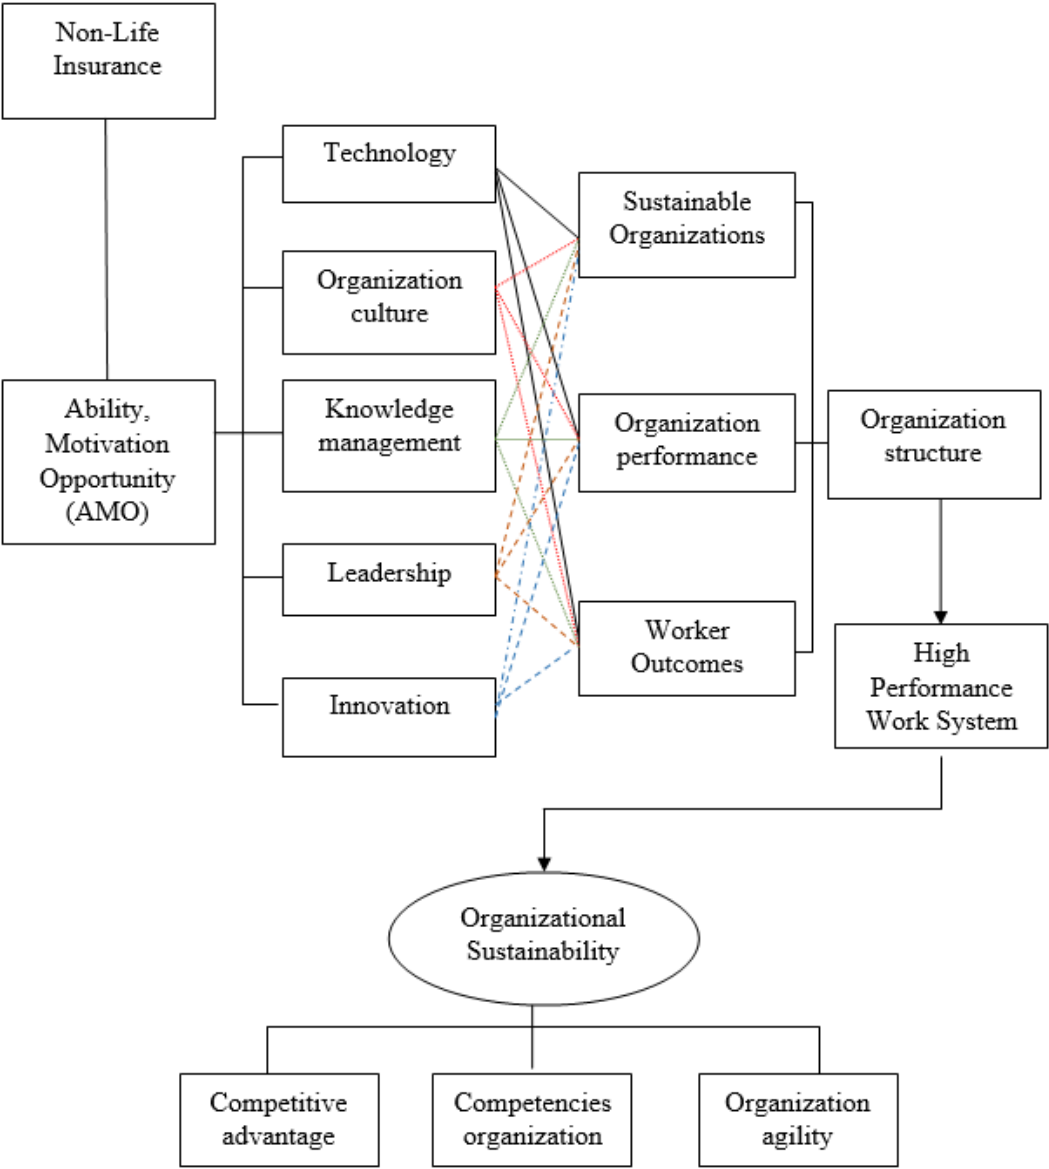 Non-Life
Insurance
Technology
Sustainable
Organizations
Organization
culture
Ability,
Motivation
Opportunity
(AMO)
Knowledge
management
Organization
performance
Organization
structure
Leadership
Worker
Outcomes
High
Performance
Work System
Innovation
Organizational
Sustainability
Competitive
advantage
Competencies
organization
Organization
agility